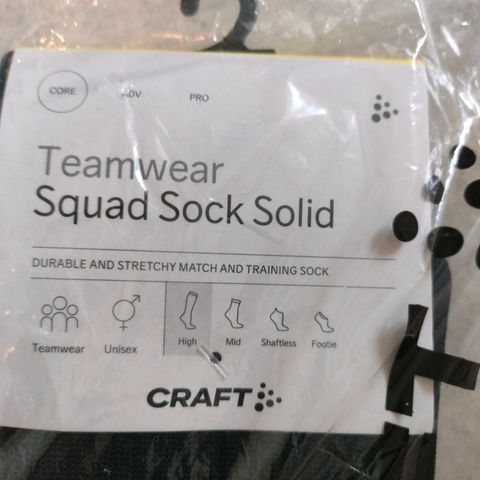 CORE ADV PRO
Teamwear
Squad Sock Solid
DURABLE AND STRETCHY MATCH AND TRAINING SOCK
Teamwear Unisex High Mid Shaftless Footie
CRAFT